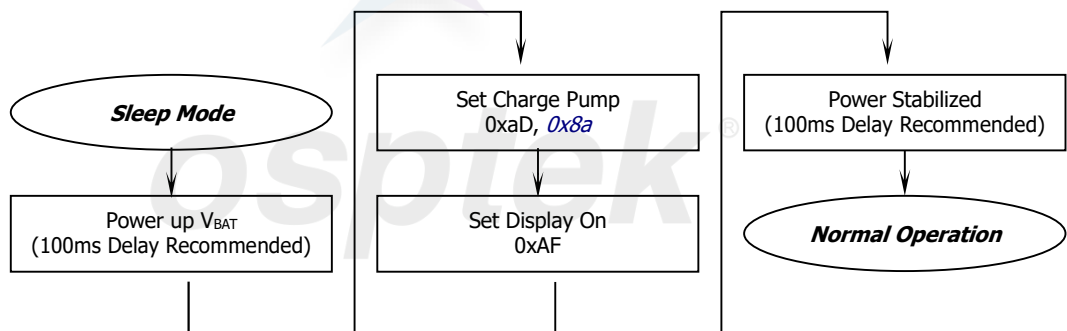 Sleep Mode
Power up VBAT
(100ms Delay Recommended)
Set Charge Pump
0xaD, 0x8a
Set Display On
0xAF
Power Stabilized
(100ms Delay Recommended)
Normal Operation
osptek®